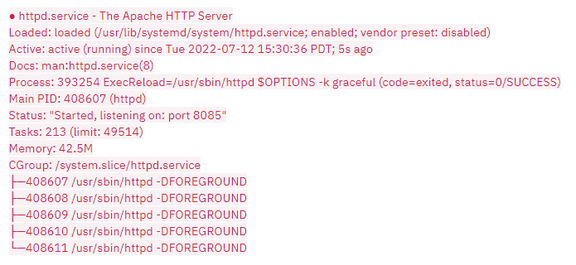 ● httpd.service - The Apache HTTP Server
Loaded: loaded (/usr/lib/systemd/system/httpd.service; enabled; vendor preset: disabled)
Active: active (running) since Tue 2022-07-12 15:30:36 PDT; 5s ago
Docs: man:httpd.service(8)
Process: 393254 ExecReload=/usr/sbin/httpd $OPTIONS -k graceful (code=exited, status=0/SUCCESS)
Main PID: 408607 (httpd)
Status: "Started, listening on: port 8085"
Tasks: 213 (limit: 49514)
Memory: 42.5M
CGroup: /system.slice/httpd.service
├─408607 /usr/sbin/httpd -DFOREGROUND
├─408608 /usr/sbin/httpd -DFOREGROUND
├─408609 /usr/sbin/httpd -DFOREGROUND
├─408610 /usr/sbin/httpd -DFOREGROUND
└─408611 /usr/sbin/httpd -DFOREGROUND